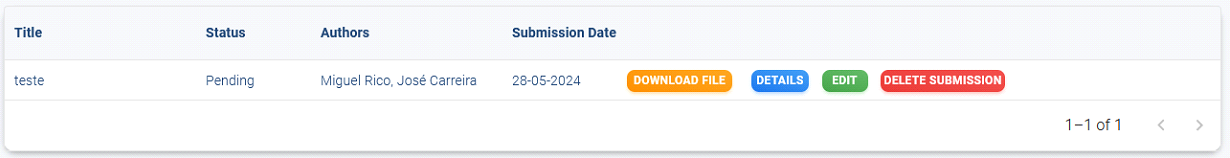 Title Status Authors Submission Date
teste Pending Miguel Rico, José Carreira 28-05-2024 DOWNLOAD FILE DETAILS EDIT DELETE SUBMISSION
1–1 of 1